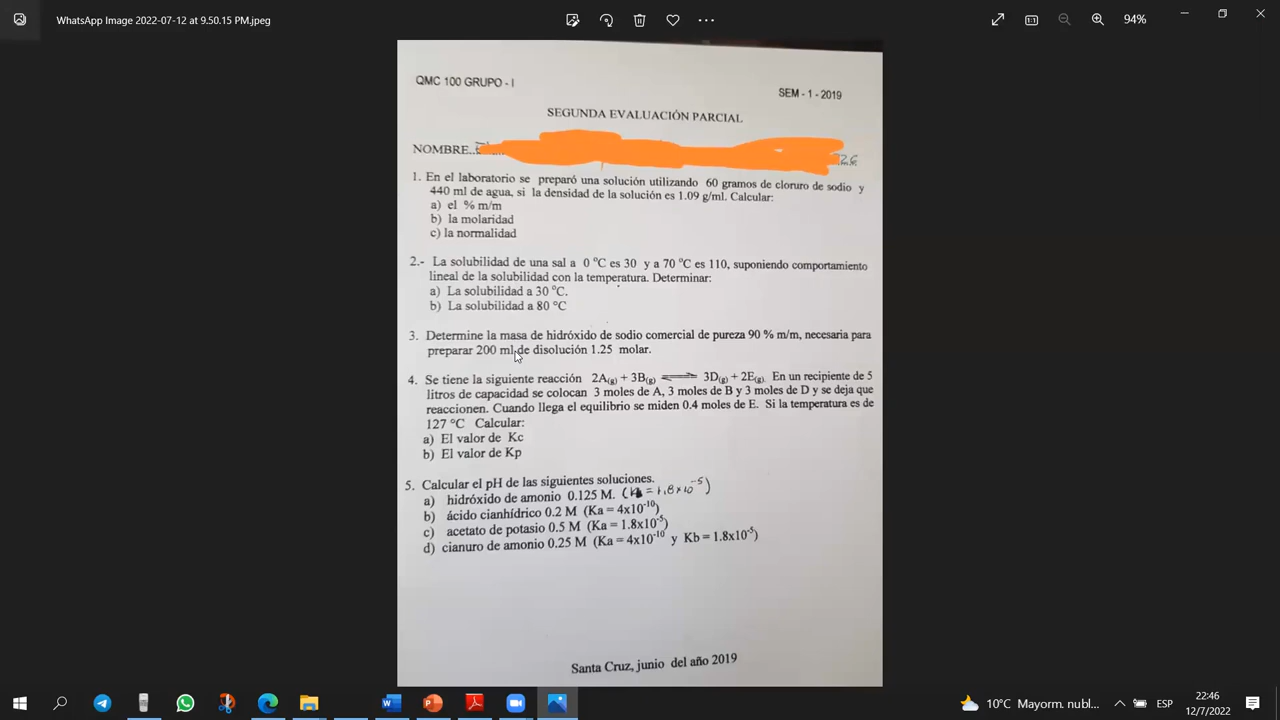 WhatsApp Image 2022-07-12 at 9.50.15 PM.jpeg
94%
QMC 100 GRUPO - I
SEM - 1 - 2019
SEGUNDA EVALUACIÓN PARCIAL
NOMBRE..
1. En el laboratorio se preparó una solución utilizando 60 gramos de cloruro de sodio y
440 ml de agua, si la densidad de la solución es 1.09 g/ml. Calcular:
a) el % m/m
b) la molaridad
c) la normalidad
2.- La solubilidad de una sal a 0 °C es 30 y a 70 °C es 110, suponiendo comportamiento
lineal de la solubilidad con la temperatura. Determinar:
a) La solubilidad a 30 °C.
b) La solubilidad a 80 °C
3. Determine la masa de hidróxido de sodio comercial de pureza 90 % m/m, necesaria para
preparar 200 ml de disolución 1.25 molar.
4. Se tiene la siguiente reacción 2A(g) + 3B(g) ⇌ 3D(g) + 2E(g). En un recipiente de 5
litros de capacidad se colocan 3 moles de A, 3 moles de B y 3 moles de D y se deja que
reaccionen. Cuando llega el equilibrio se miden 0.4 moles de E. Si la temperatura es de
127 °C Calcular:
a) El valor de Kc
b) El valor de Kp
5. Calcular el pH de las siguientes soluciones.
a) hidróxido de amonio 0.125 M. ( = 1.8x10⁻⁵)
b) ácido cianhídrico 0.2 M (Ka = 4x10⁻¹⁰)
c) acetato de potasio 0.5 M (Ka = 1.8x10⁻⁵)
d) cianuro de amonio 0.25 M (Ka = 4x10⁻¹⁰ y Kb = 1.8x10⁻⁵)
Santa Cruz, junio del año 2019
10°C Mayorm. nubl...
ESP
22:46
12/7/2022